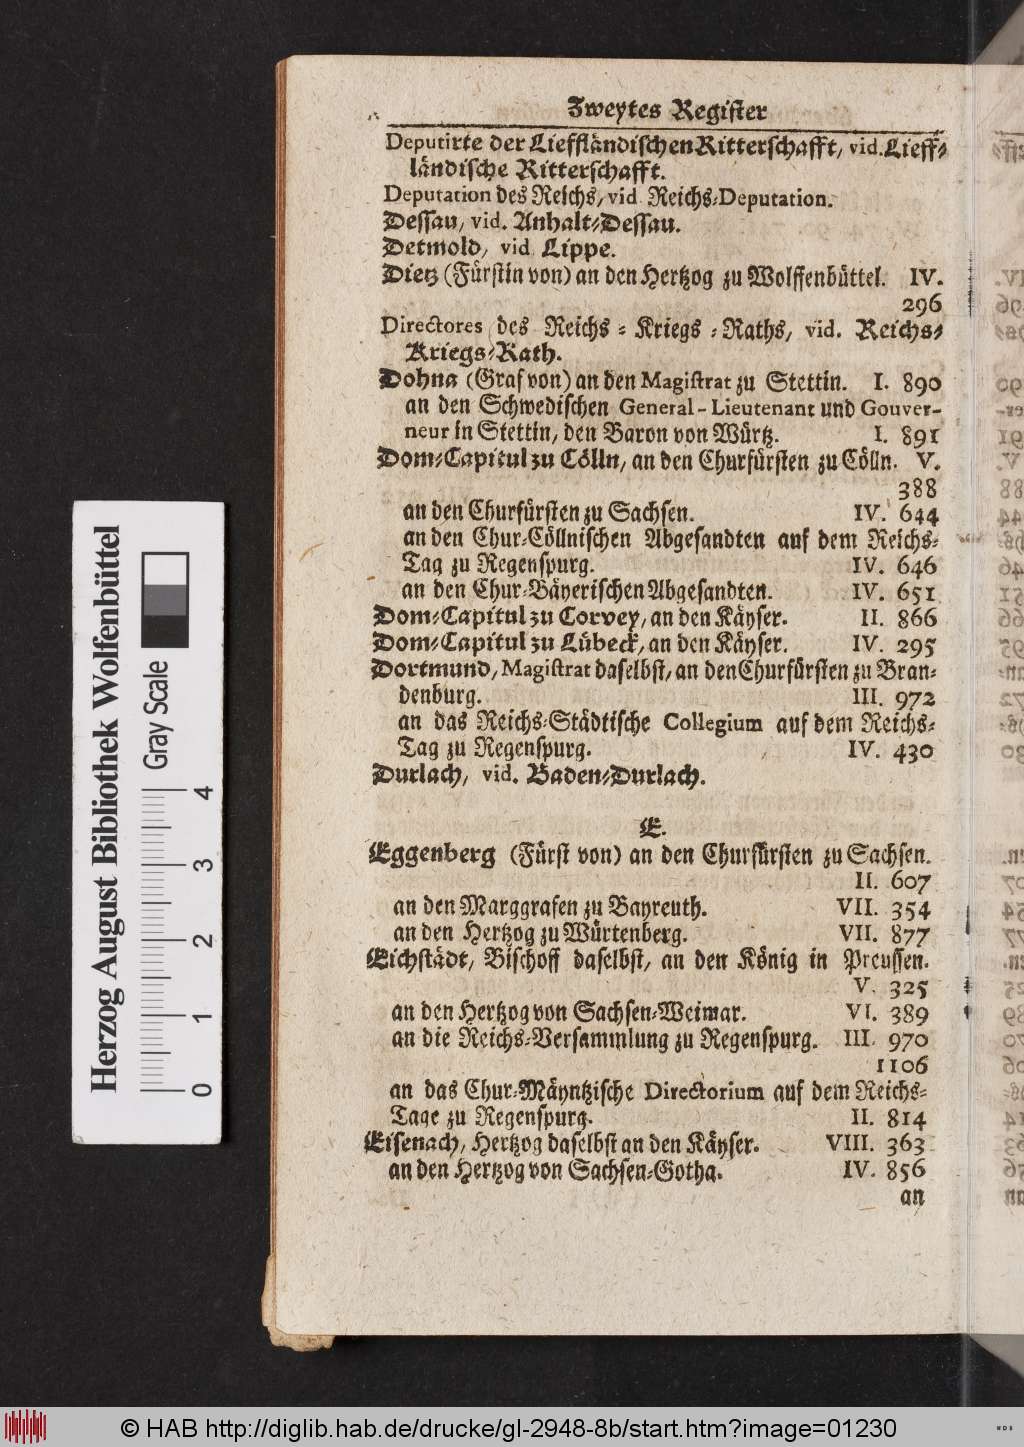 Zweytes Register
Deputirte der Lieffländischen Ritterschafft, vid. Lieff-
ländische Ritterschafft.
Deputation des Reichs, vid. Reichs-Deputation.
Dessau, vid. Anhalt-Dessau.
Detmold, vid. Lippe.
Dietz (Fürstin von) an den Hertzog zu Wolffenbüttel. IV.
296
Directores des Reichs-Kriegs-Raths, vid. Reichs-
Kriegs-Rath.
Dohna (Graf von) an den Magistrat zu Stettin. I. 890
an den Schwedischen General-Lieutenant und Gouver-
neur in Stettin, den Baron von Würtz. I. 891
Dom-Capitul zu Cölln, an den Churfürsten zu Cölln. V.
388
an den Churfürsten zu Sachsen. IV. 644
an den Chur-Cöllnischen Abgesandten auf dem Reichs-
Tag zu Regenspurg. IV. 646
an den Chur-Bäyerischen Abgesandten. IV. 651
Dom-Capitul zu Corvey, an den Käyser. II. 866
Dom-Capitul zu Lübeck, an den Käyser. IV. 295
Dortmund, Magistrat daselbst, an den Churfürsten zu Bran-
denburg. III. 972
an das Reichs-Städtische Collegium auf dem Reichs-
Tag zu Regenspurg. IV. 430
Durlach, vid. Baden-Durlach.
E.
Eggenberg (Fürst von) an den Churfürsten zu Sachsen.
II. 607
an den Marggrafen zu Bayreuth. VII. 354
an den Hertzog zu Würtenberg. VII. 877
Eichstädt, Bischoff daselbst, an den König in Preussen.
V. 325
an den Hertzog von Sachsen-Weimar. VI. 389
an die Reichs-Versammlung zu Regenspurg. III. 970
1106
an das Chur-Mäyntzische Directorium auf dem Reichs-
Tage zu Regenspurg. II. 814
Eisenach, Hertzog daselbst an den Käyser. VIII. 363
an den Hertzog von Sachsen-Gotha. IV. 856
an
Herzog August Bibliothek Wolfenbüttel
Gray Scale
0 1 2 3 4
© HAB http://diglib.hab.de/drucke/gl-2948-8b/start.htm?image=01230